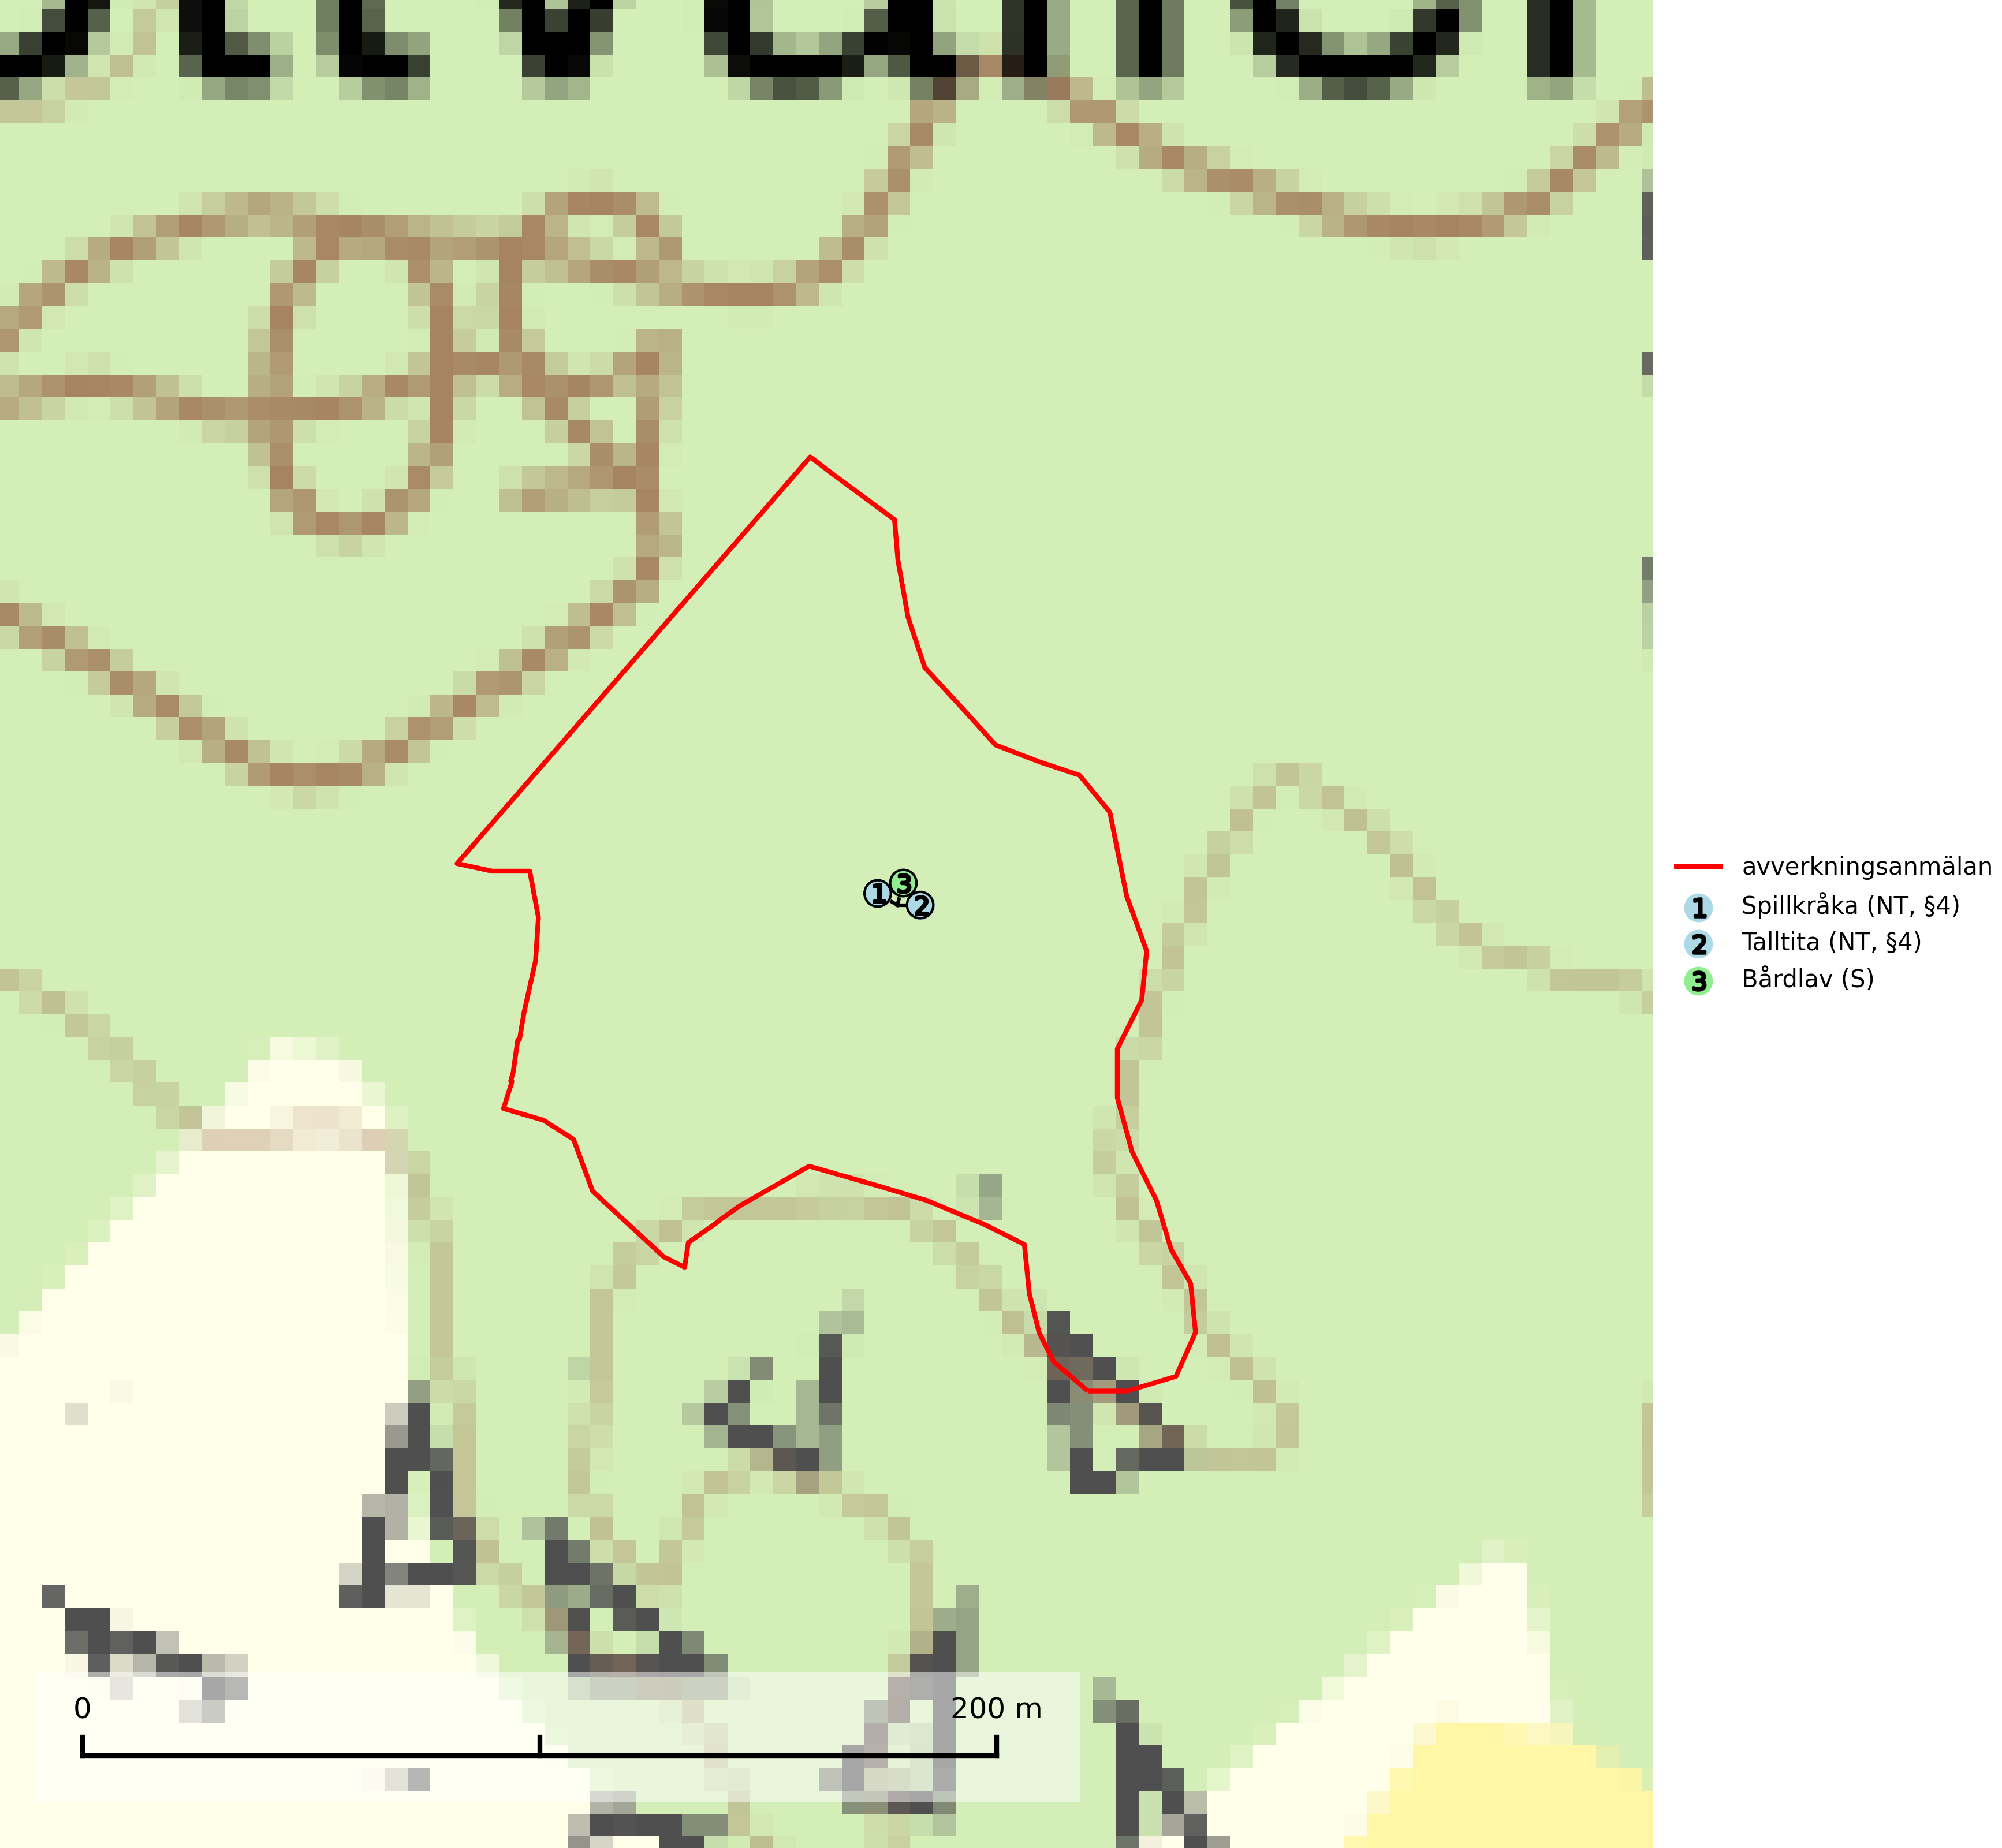 1
3
2
avverkningsanmälan
1 Spillkråka (NT, §4)
2 Talltita (NT, §4)
3 Bårdlav (S)
0 200 m